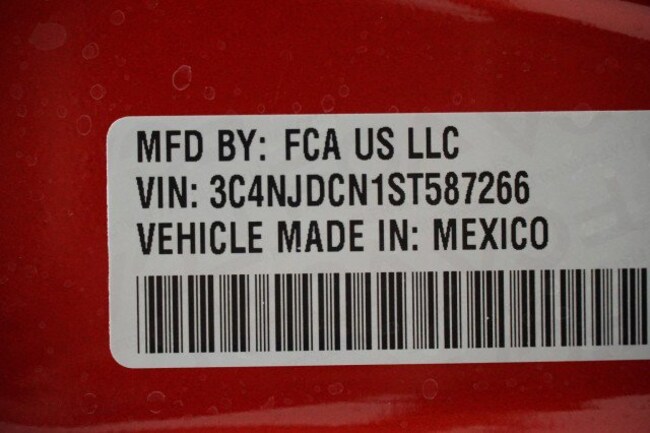 MFD BY: FCA US LLC
VIN: 3C4NJDCN1ST587266
VEHICLE MADE IN: MEXICO